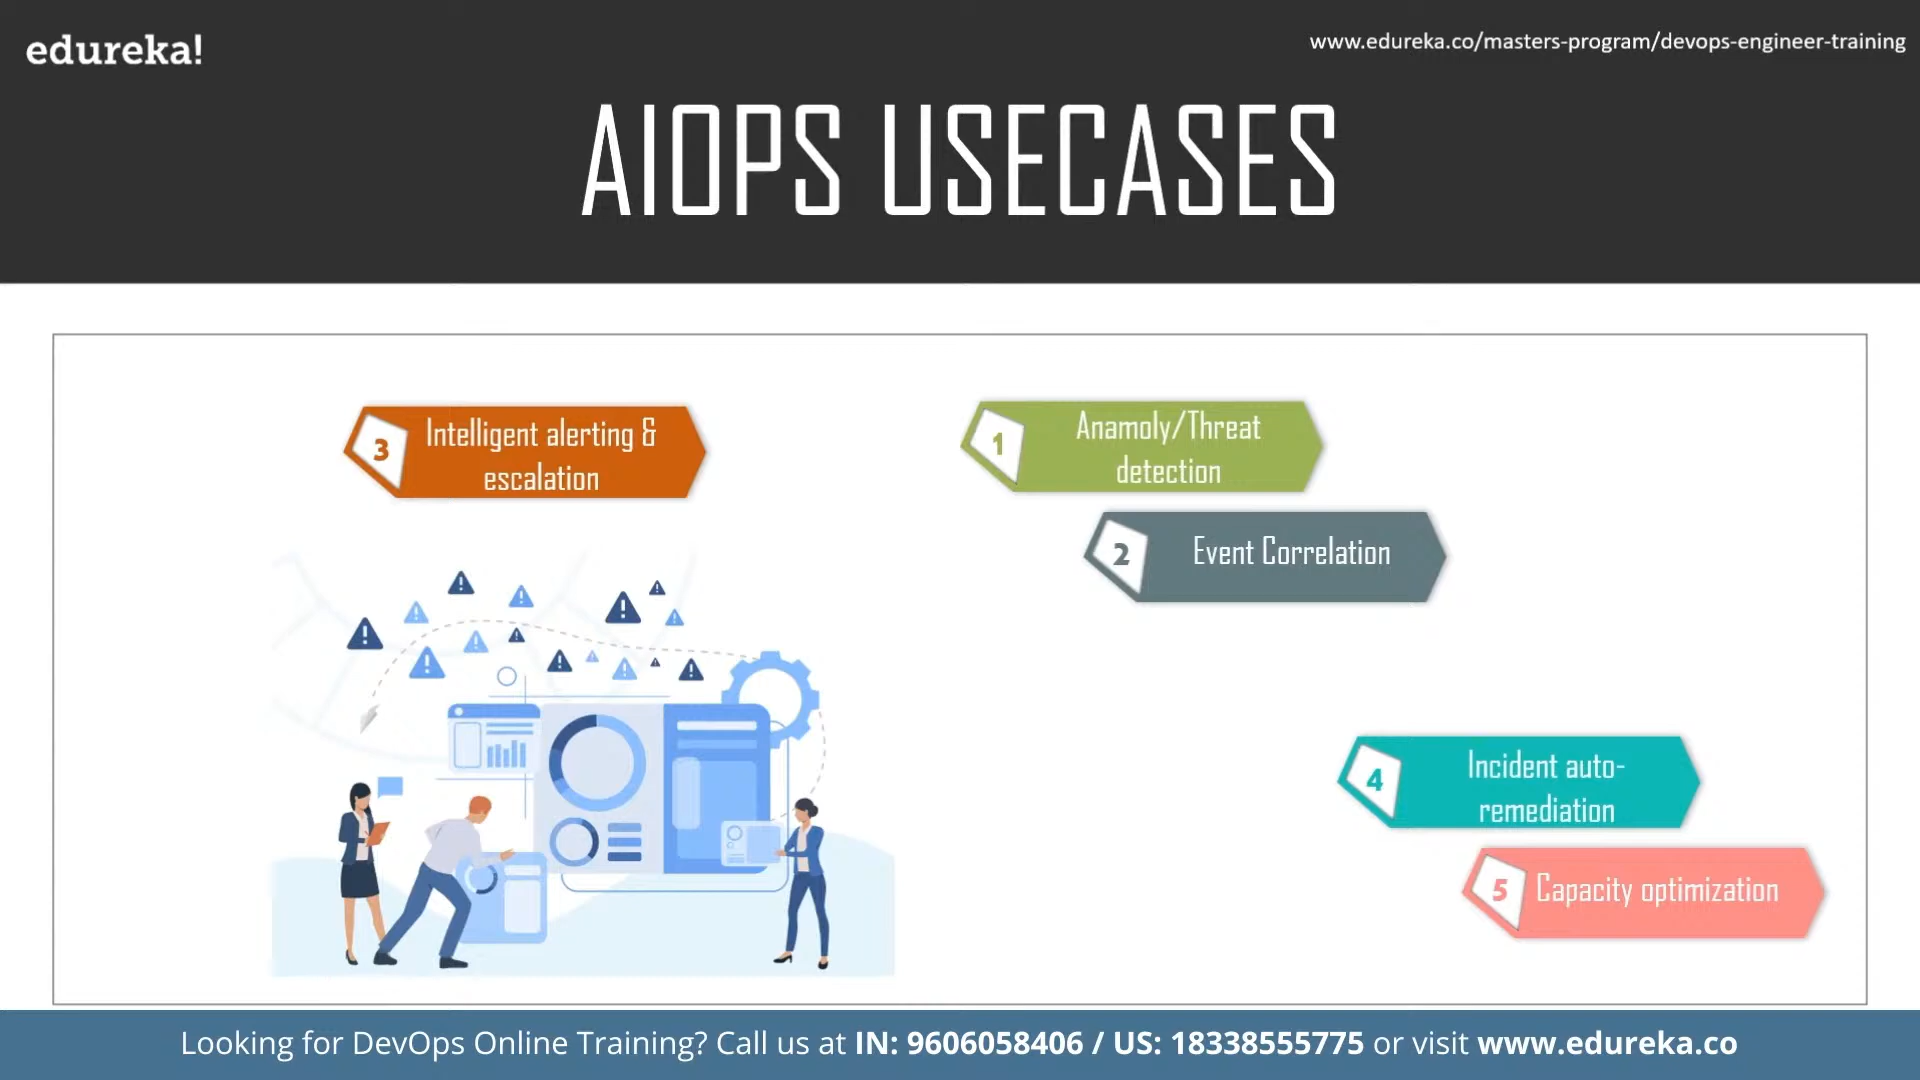 edureka!
www.edureka.co/masters-program/devops-engineer-training
AIOPS USECASES
3
Intelligent alerting &
escalation
1
Anamoly/Threat
detection
2
Event Correlation
4
Incident auto-
remediation
5
Capacity optimization
Looking for DevOps Online Training? Call us at IN: 9606058406 / US: 18338555775 or visit www.edureka.co